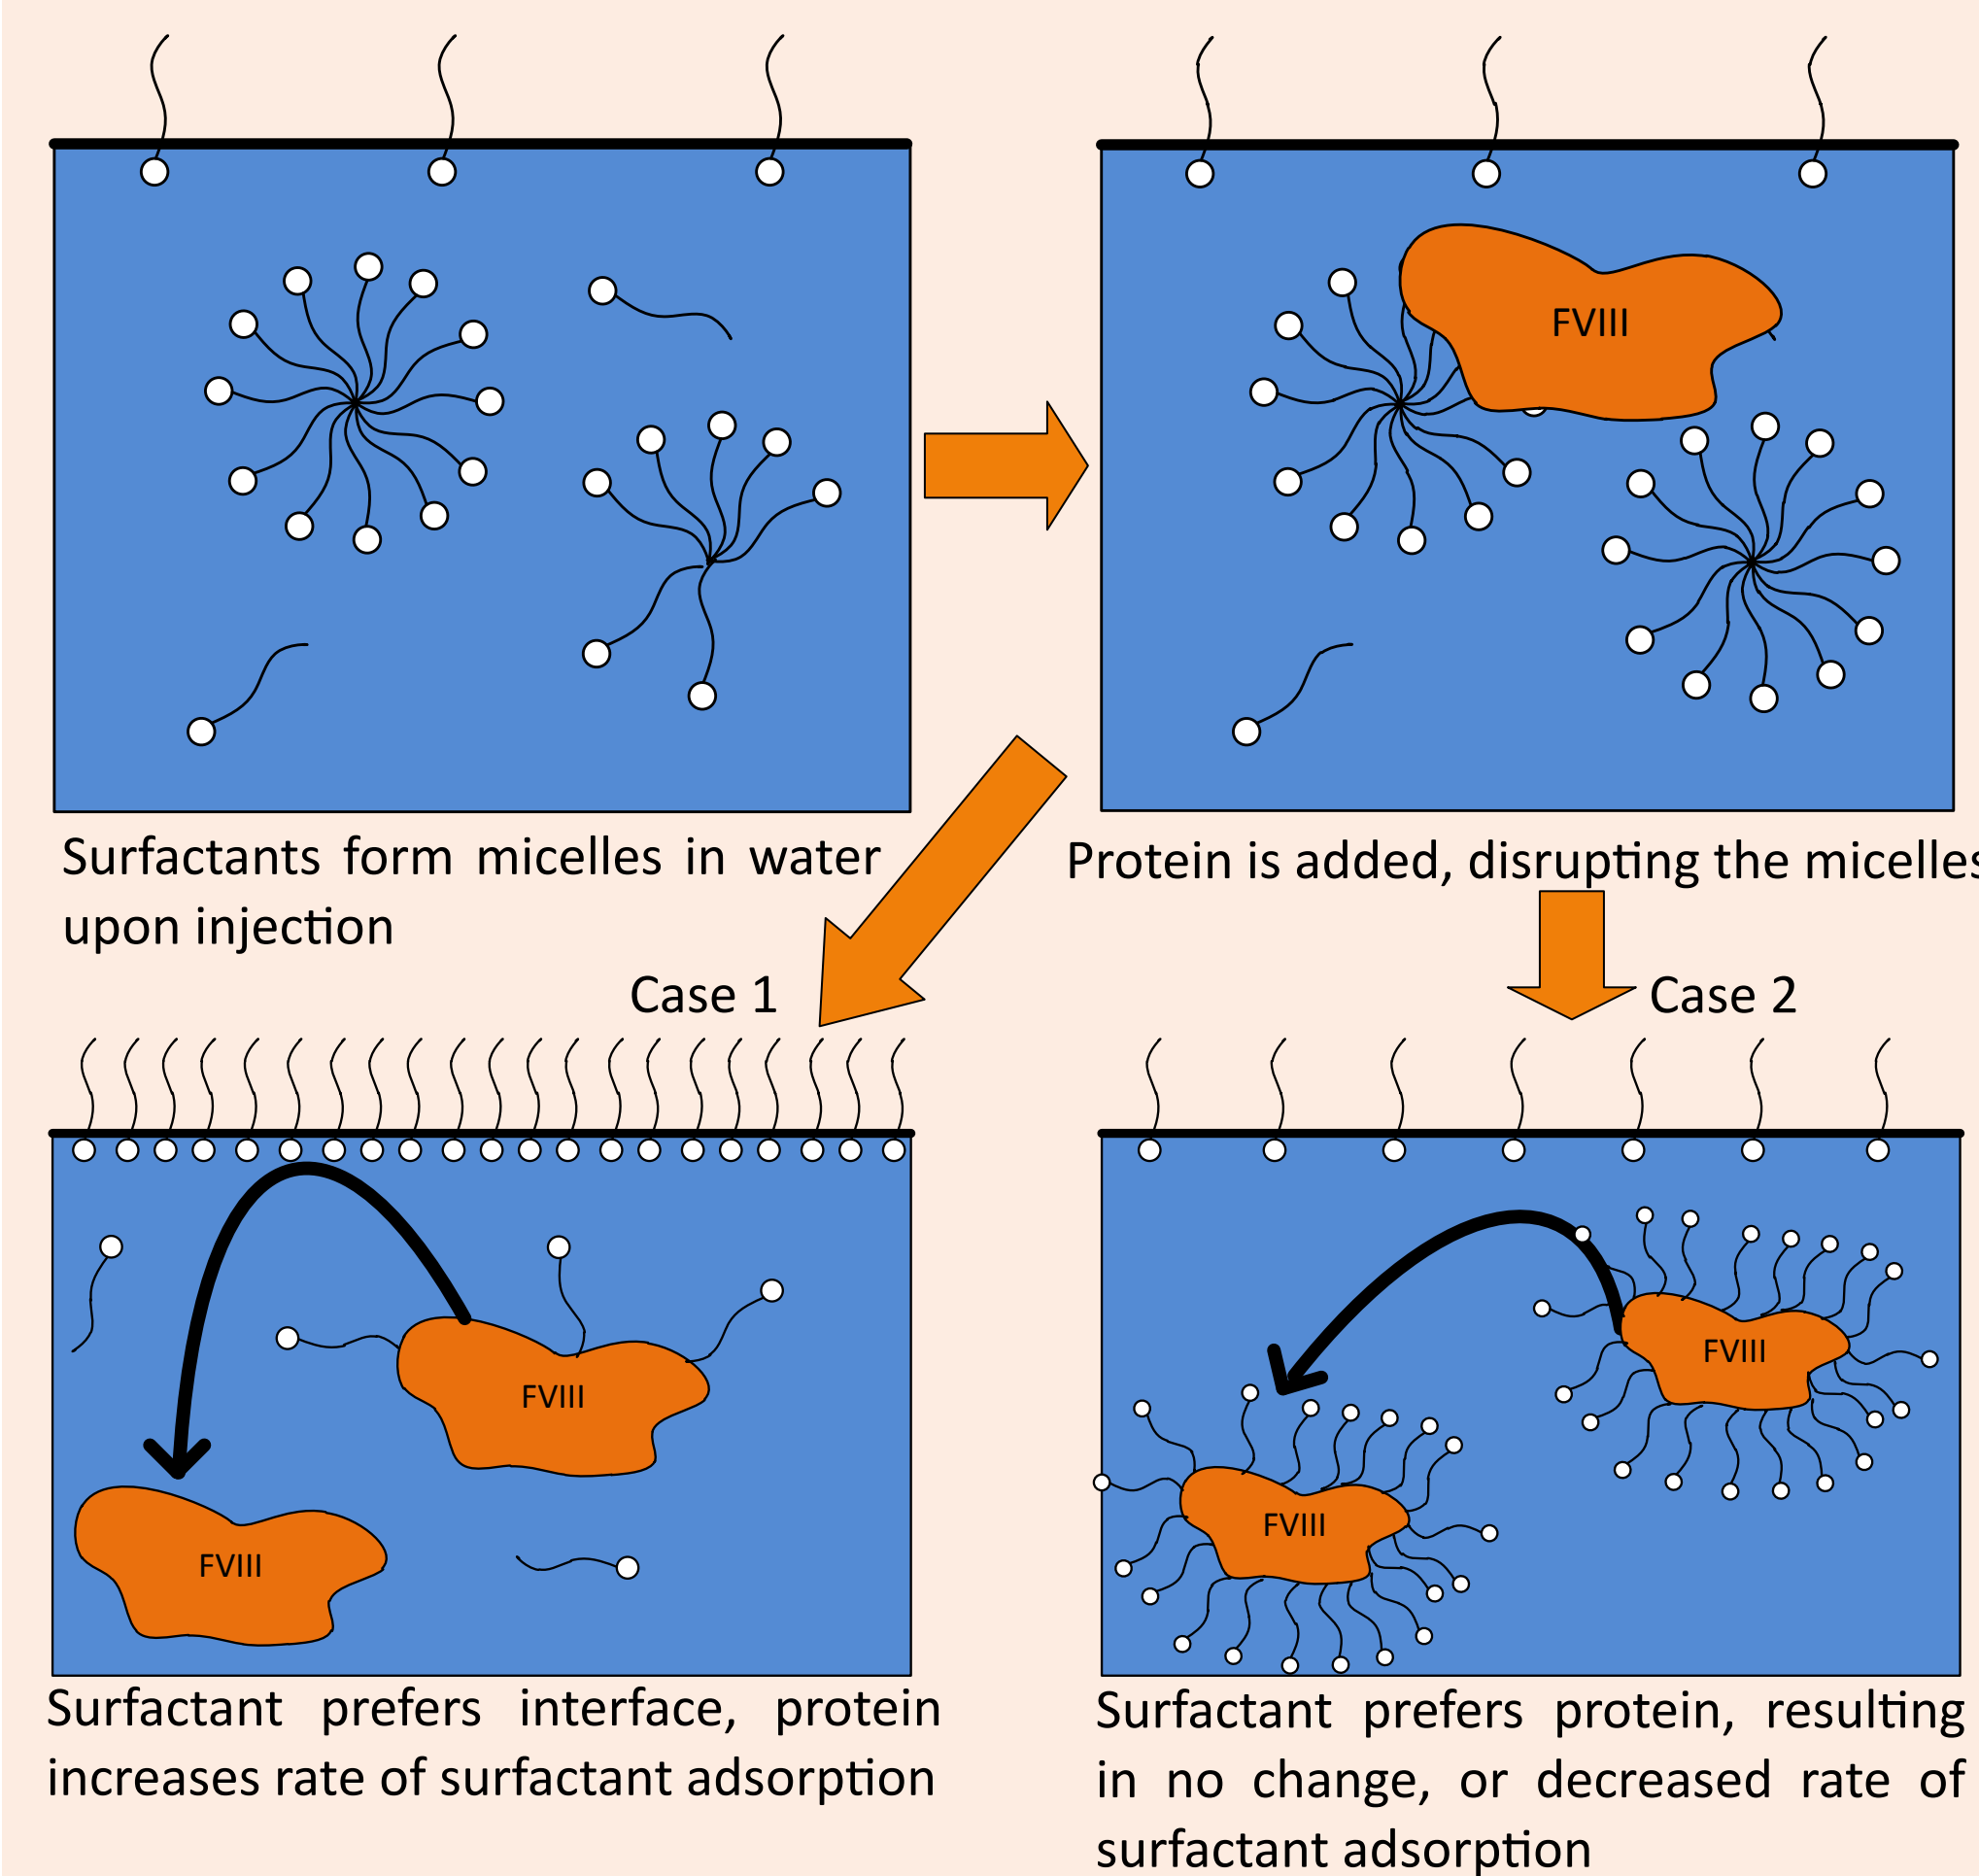 FVIII
Surfactants form micelles in water
upon injection
Protein is added, disrupting the micelles
Case 1
Case 2
FVIII
FVIII
FVIII
FVIII
Surfactant prefers interface, protein
increases rate of surfactant adsorption
Surfactant prefers protein, resulting
in no change, or decreased rate of
surfactant adsorption